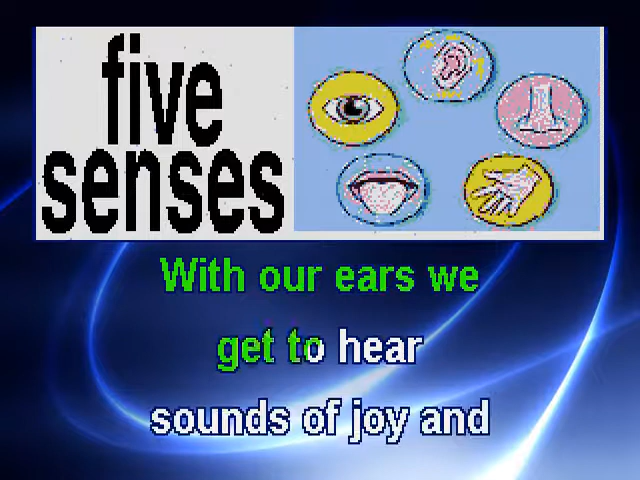 five
senses
With our ears we
get to hear
sounds of joy and